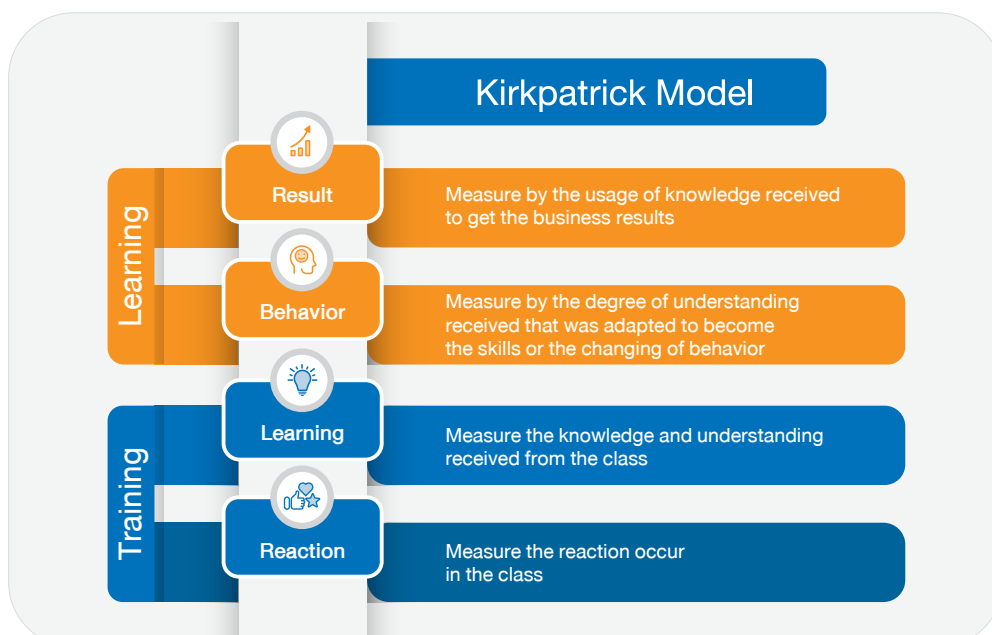 Kirkpatrick Model
Learning
Result
Measure by the usage of knowledge received
to get the business results
Behavior
Measure by the degree of understanding
received that was adapted to become
the skills or the changing of behavior
Training
Learning
Measure the knowledge and understanding
received from the class
Reaction
Measure the reaction occur
in the class